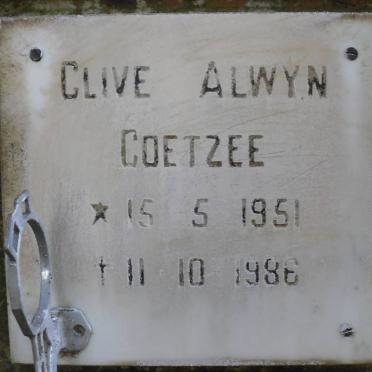 CLIVE ALWYN
COETZEE
★ 15 5 1951
† 11 10 1986